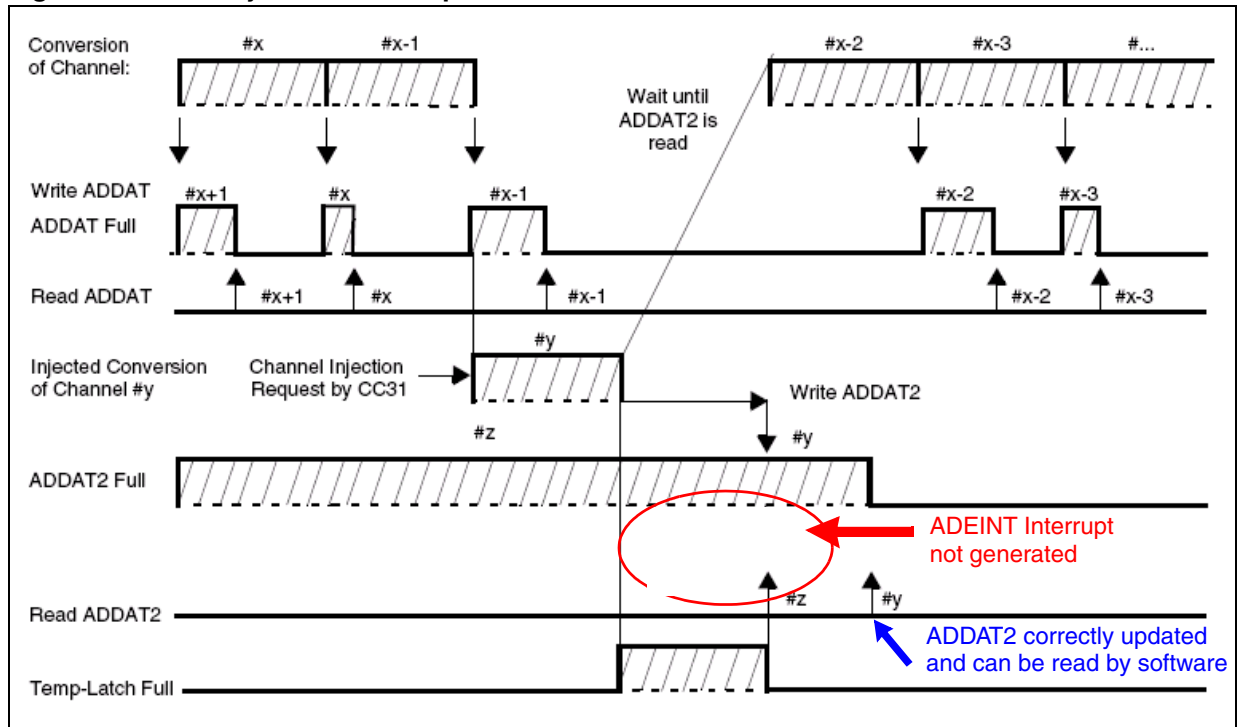 Conversion
of Channel:
#x
#x-1
#x-2
#x-3
#...
Wait until
ADDAT2 is
read
Write ADDAT
#x+1
#x
#x-1
#x-2
#x-3
ADDAT Full
Read ADDAT
#x+1
#x
#x-1
#x-2
#x-3
#y
Injected Conversion
of Channel #y
Channel Injection
Request by CC31
Write ADDAT2
#z
#y
ADDAT2 Full
ADEINT Interrupt
not generated
#z
#y
Read ADDAT2
ADDAT2 correctly updated
and can be read by software
Temp-Latch Full